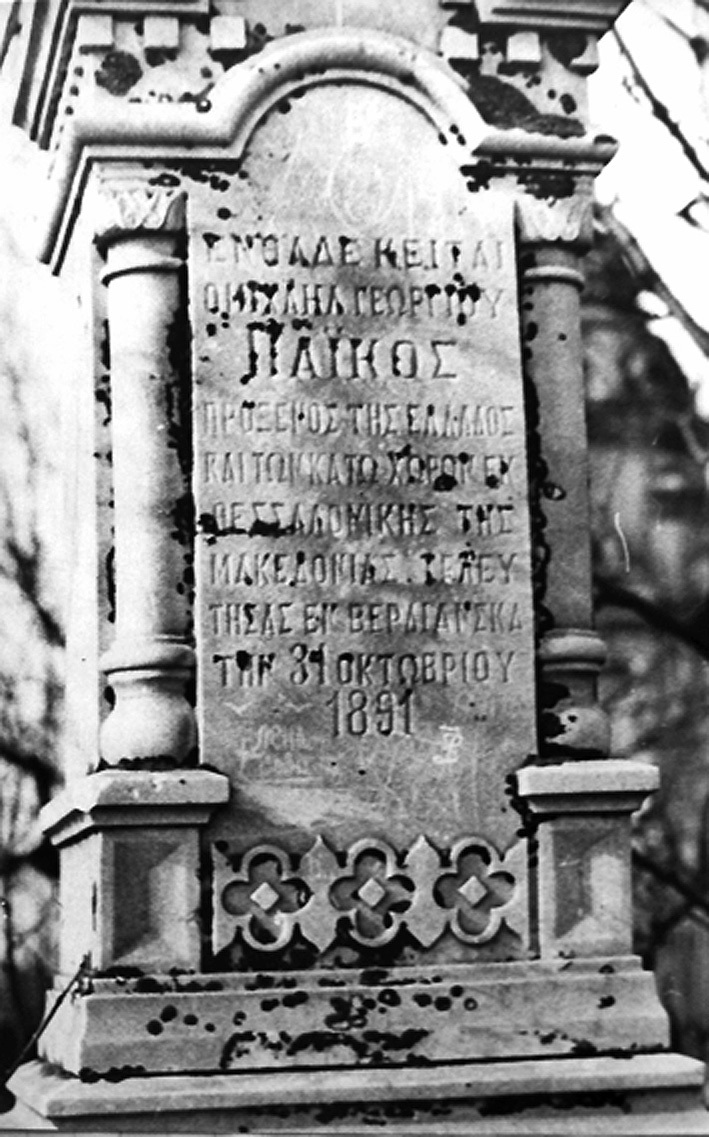 ΕΝΘΑΔΕ ΚΕΙΤΑΙ
Ο ΜΙΧΑΗΛ ΓΕΩΡΓΙΟΥ
ΠΑΪΚΟΣ
ΠΡΟΞΕΝΟΣ ΤΗΣ ΕΛΛΑΔΟΣ
ΚΑΙ ΤΩΝ ΚΑΤΩ ΧΩΡΩΝ ΕΚ
ΘΕΣΣΑΛΟΝΙΚΗΣ ΤΗΣ
ΜΑΚΕΔΟΝΙΑΣ. ΤΕΛΕΥ
ΤΗΣΑΣ ΕΝ ΒΕΡΔΙΑΝΣΚΑ
ΤΗΝ 31 ΟΚΤΩΒΡΙΟΥ
1891